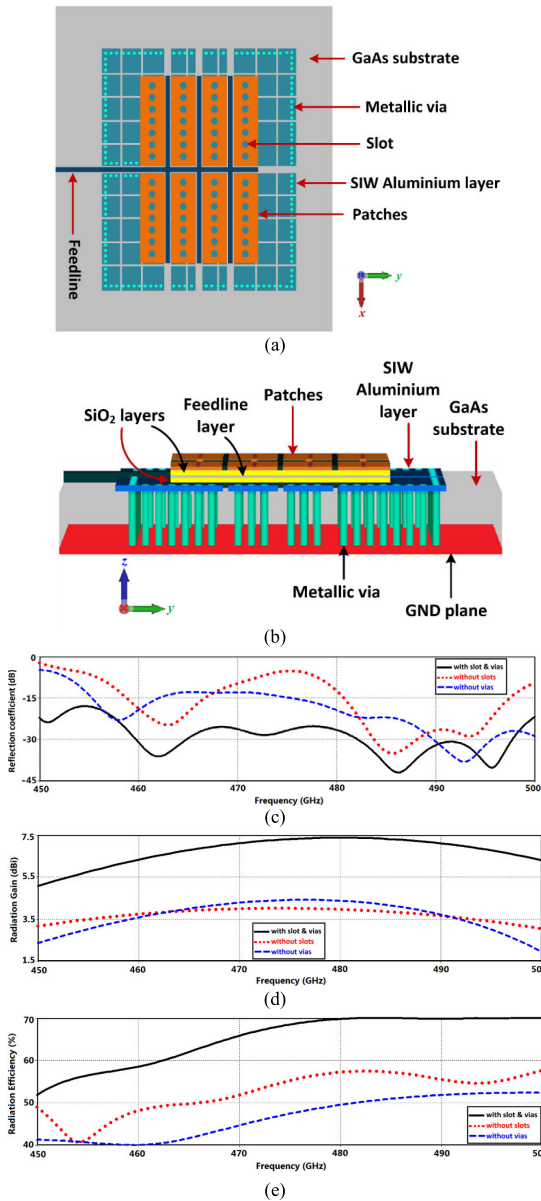 GaAs substrate
Metallic via
Slot
SIW Aluminium layer
Patches
Feedline
y
x
(a)
SiO₂ layers
Feedline
layer
Patches
SIW
Aluminium
layer
GaAs
substrate
z
y
Metallic via
GND plane
(b)
Reflection coefficient (dB)
0
-15
-30
-45
with slot & vias
without slots
without vias
450
460
470
480
490
500
Frequency (GHz)
(c)
Radiation Gain (dBi)
7.5
5.5
3.5
1.5
with slot & vias
without slots
without vias
450
460
470
480
490
500
Frequency (GHz)
(d)
Radiation Efficiency (%)
70
60
50
40
with slot & vias
without slots
without vias
450
460
470
480
490
Frequency (GHz)
(e)